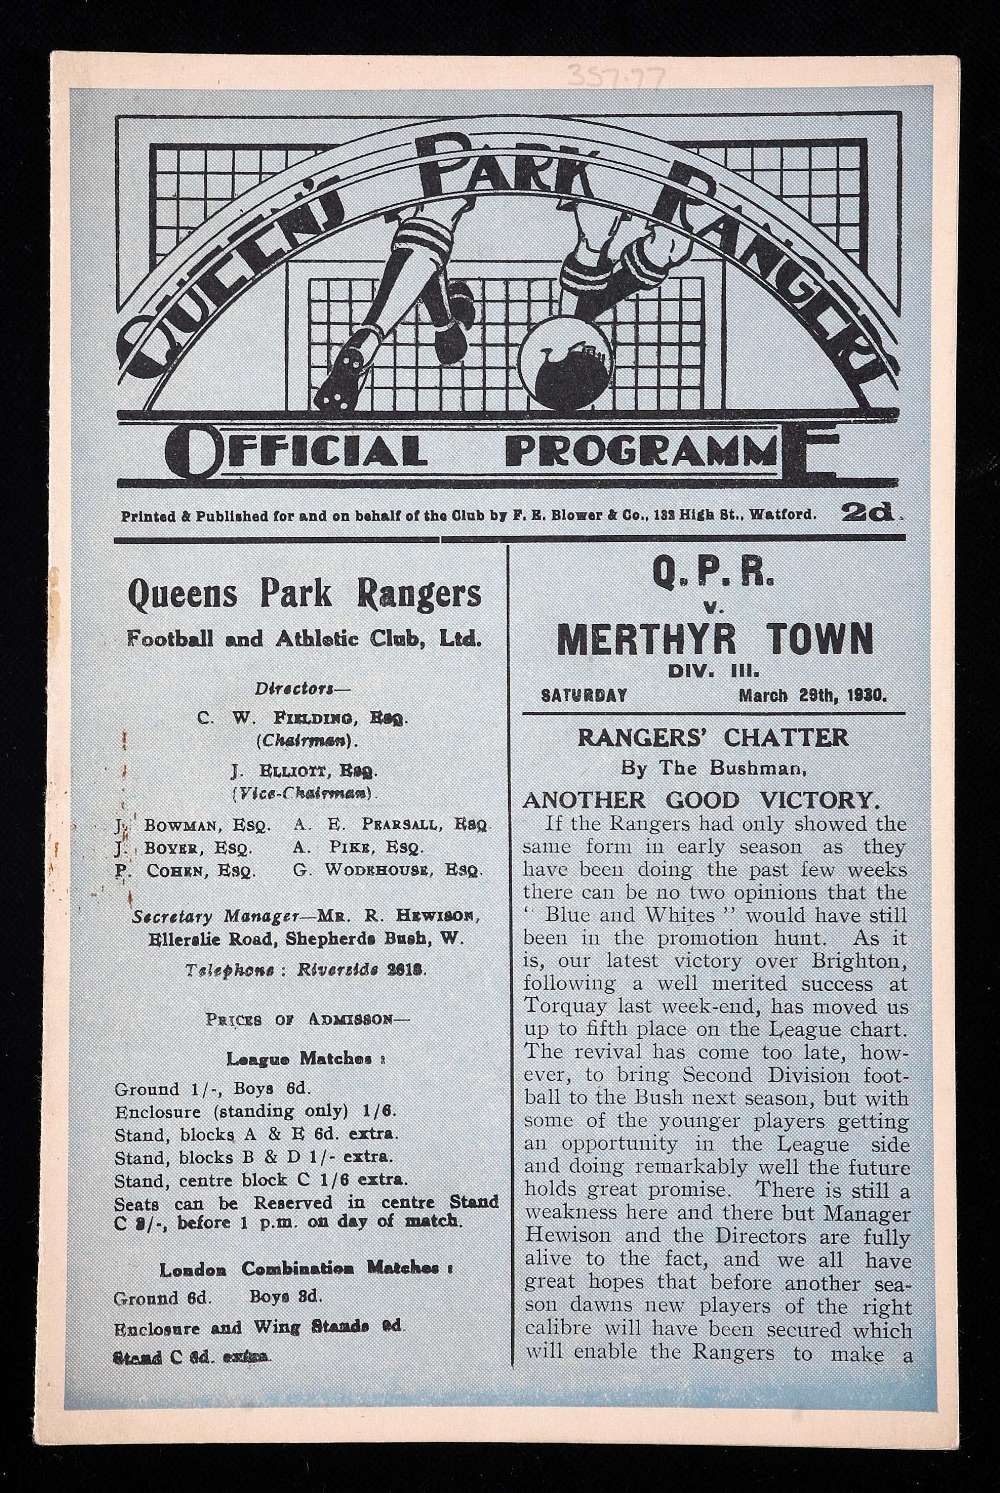 357.77
QUEEN'S PARK RANGERS
OFFICIAL PROGRAMME
Printed & Published for and on behalf of the Club by F. E. Blower & Co., 132 High St., Watford. 2d.
Queens Park Rangers
Football and Athletic Club, Ltd.
Directors—
C. W. FIELDING, ESQ.
(Chairman).
J. ELLIOTT, ESQ.
(Vice-Chairman).
J. BOWMAN, ESQ. A. E. PEARSALL, ESQ.
J. BOYER, ESQ. A. PIKE, ESQ.
P. COHEN, ESQ. G. WODEHOUSE, ESQ.
Secretary Manager—MR. R. HEWISON,
Ellerslie Road, Shepherds Bush, W.
Telephone : Riverside 2618.
PRICES OF ADMISSON—
League Matches :
Ground 1/-, Boys 6d.
Enclosure (standing only) 1/6.
Stand, blocks A & E 6d. extra.
Stand, blocks B & D 1/- extra.
Stand, centre block C 1/6 extra.
Seats can be Reserved in centre Stand
C 3/-, before 1 p.m. on day of match.
London Combination Matches :
Ground 6d. Boys 3d.
Enclosure and Wing Stands
Stand C 6d. extra.
Q.P.R.
v.
MERTHYR TOWN
DIV. III.
SATURDAY March 29th, 1930.
RANGERS' CHATTER
By The Bushman,
ANOTHER GOOD VICTORY.
If the Rangers had only showed the
same form in early season as they
have been doing the past few weeks
there can be no two opinions that the
" Blue and Whites " would have still
been in the promotion hunt. As it
is, our latest victory over Brighton,
following a well merited success at
Torquay last week-end, has moved us
up to fifth place on the League chart.
The revival has come too late, how-
ever, to bring Second Division foot-
ball to the Bush next season, but with
some of the younger players getting
an opportunity in the League side
and doing remarkably well the future
holds great promise. There is still a
weakness here and there but Manager
Hewison and the Directors are fully
alive to the fact, and we all have
great hopes that before another sea-
son dawns new players of the right
calibre will have been secured which
will enable the Rangers to make a